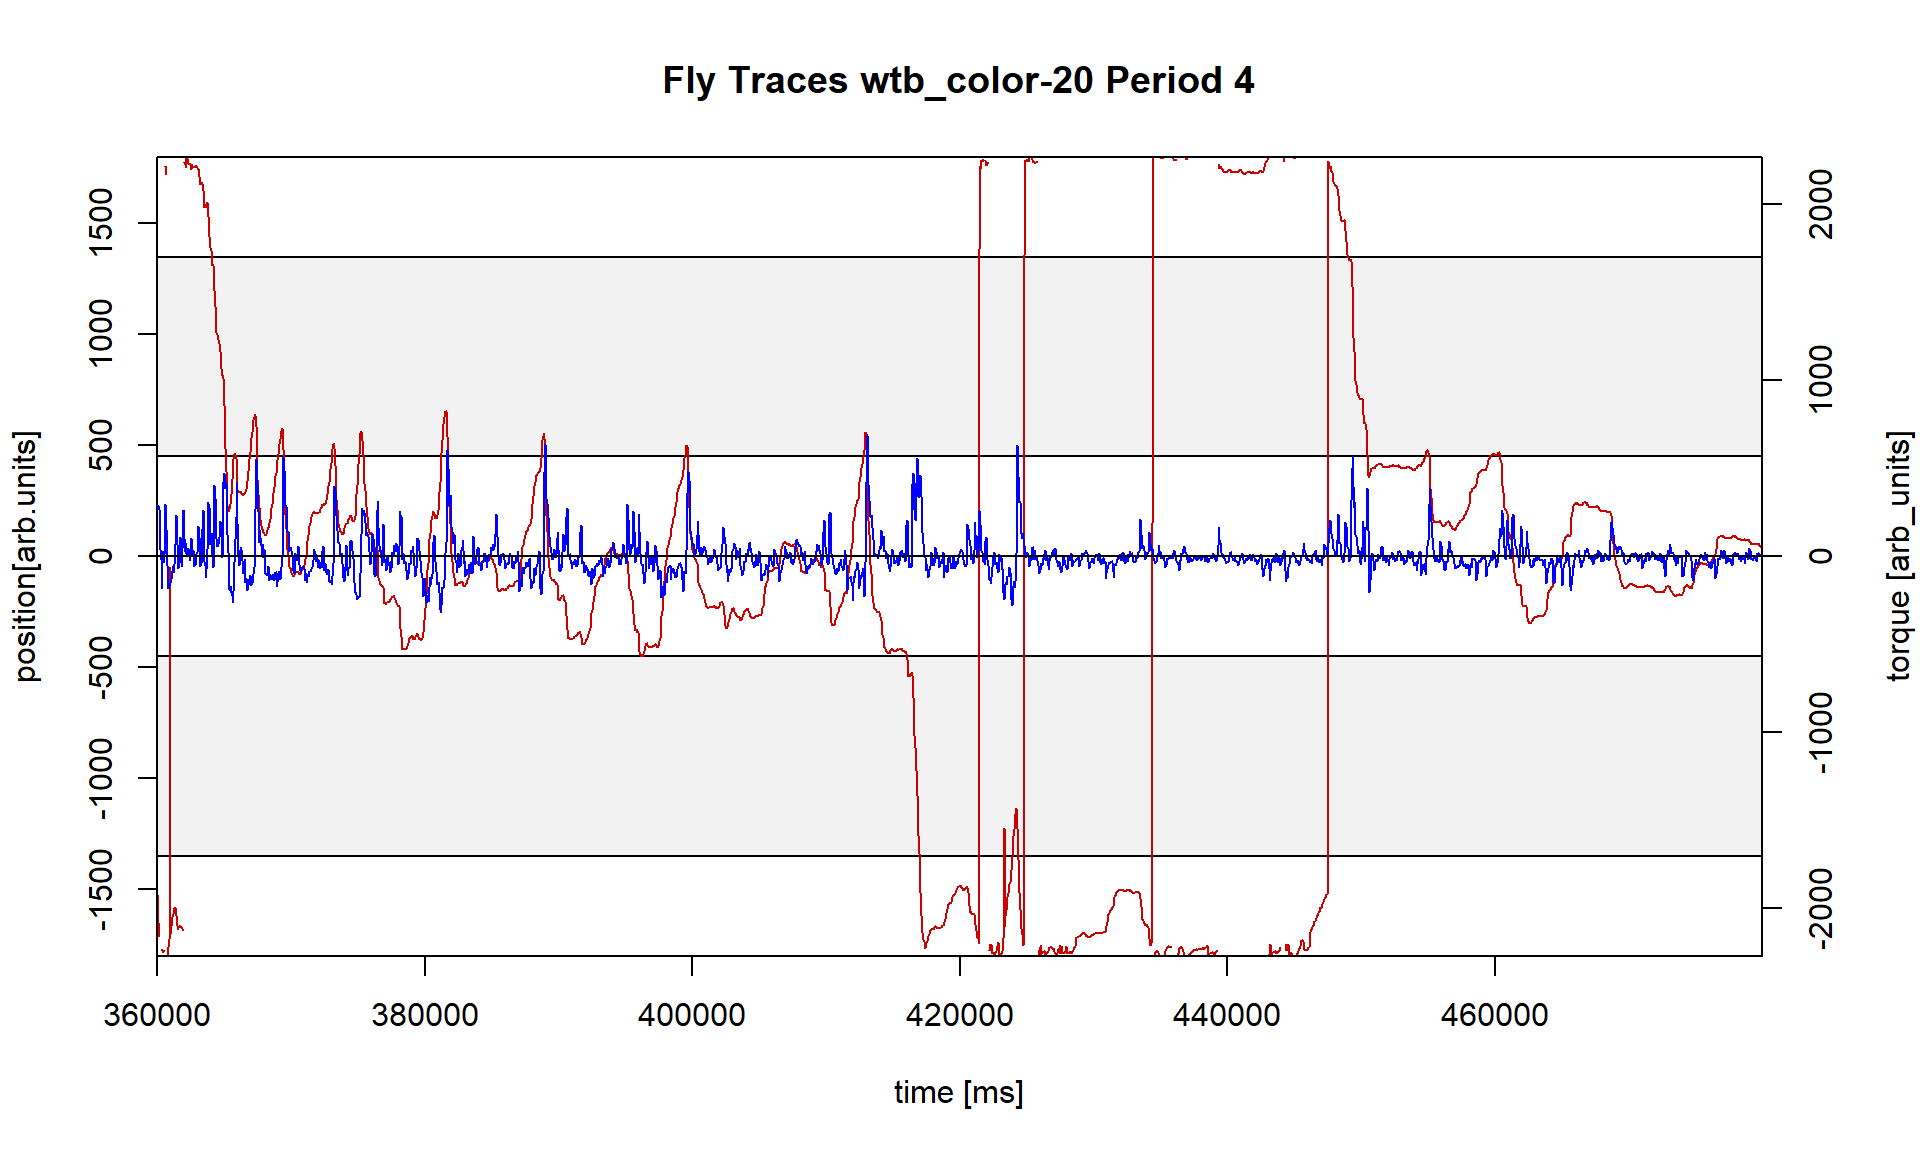 Fly Traces wtb_color-20 Period 4
position[arb.units]
1500
1000
500
0
-500
-1000
-1500
2000
1000
0
-1000
-2000
torque [arb_units]
360000 380000 400000 420000 440000 460000
time [ms]